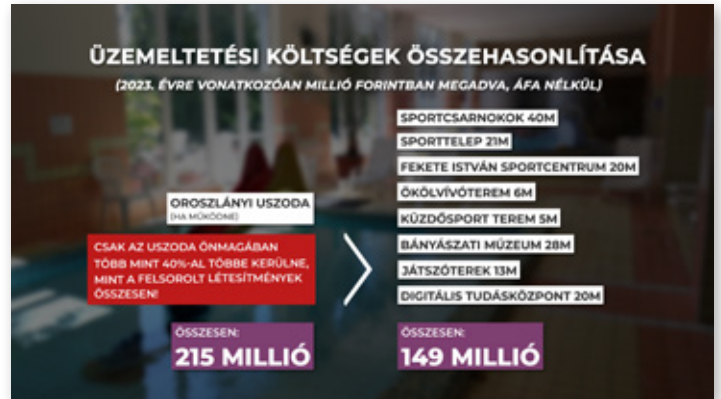 ÜZEMELTETÉSI KÖLTSÉGEK ÖSSZEHASONLÍTÁSA
(2023. ÉVRE VONATKOZÓAN MILLIÓ FORINTBAN MEGADVA, ÁFA NÉLKÜL)
OROSZLÁNYI USZODA
(HA MŰKÖDNE)
CSAK AZ USZODA ÖNMAGÁBAN
TÖBB MINT 40%-AL TÖBBE KERÜLNE,
MINT A FELSOROLT LÉTESÍTMÉNYEK
ÖSSZESEN!
ÖSSZESEN:
215 MILLIÓ
SPORTCSARNOKOK 40M
SPORTTELEP 21M
FEKETE ISTVÁN SPORTCENTRUM 20M
ÖKÖLVÍVÓTEREM 6M
KÜZDŐSPORT TEREM 5M
BÁNYÁSZATI MÚZEUM 28M
JÁTSZÓTEREK 13M
DIGITÁLIS TUDÁSKÖZPONT 20M
ÖSSZESEN:
149 MILLIÓ